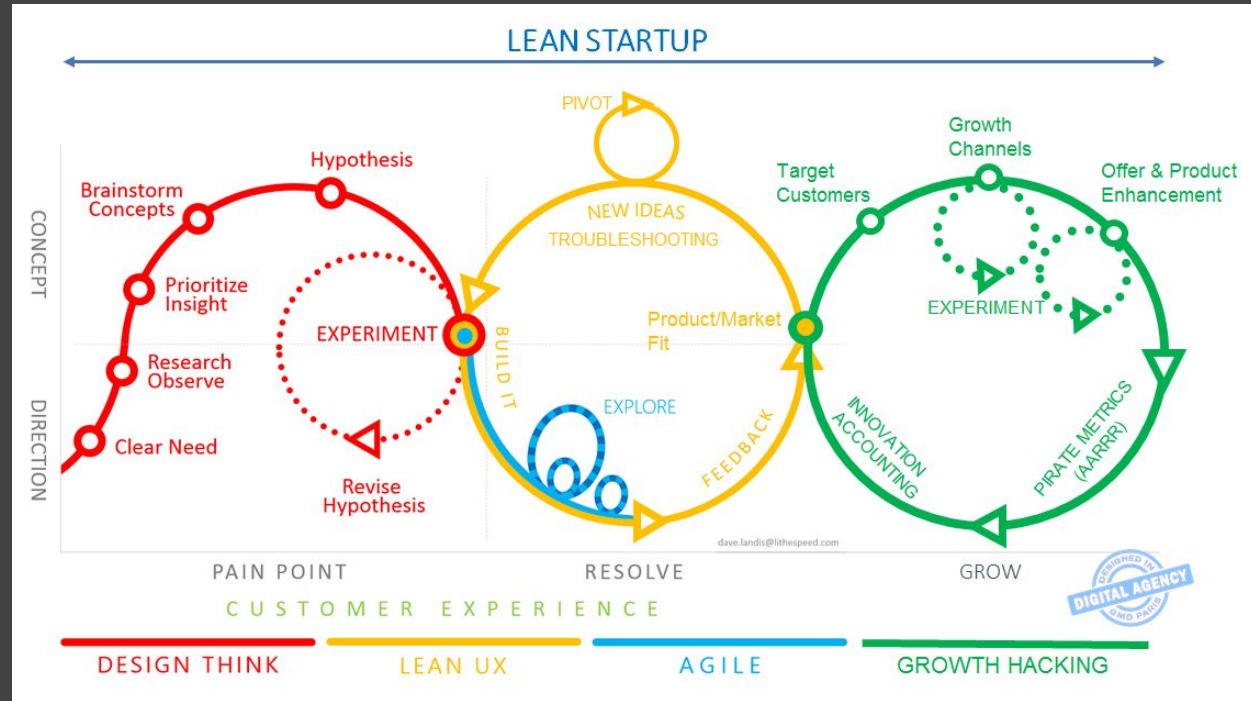 LEAN STARTUP
PIVOT
Hypothesis
Brainstorm
Concepts
Prioritize
Insight
Research
Observe
Clear Need
EXPERIMENT
Revise
Hypothesis
NEW IDEAS
TROUBLESHOOTING
BUILD IT
EXPLORE
FEEDBACK
Product/Market
Fit
Target
Customers
Growth
Channels
Offer & Product
Enhancement
EXPERIMENT
INNOVATION
ACCOUNTING
PIRATE METRICS
(AARRR)
CONCEPT
DIRECTION
dave.landis@lithespeed.com
PAIN POINT
RESOLVE
GROW
CUSTOMER EXPERIENCE
DESIGNED IN
DIGITAL AGENCY
GMD PARIS
DESIGN THINK
LEAN UX
AGILE
GROWTH HACKING